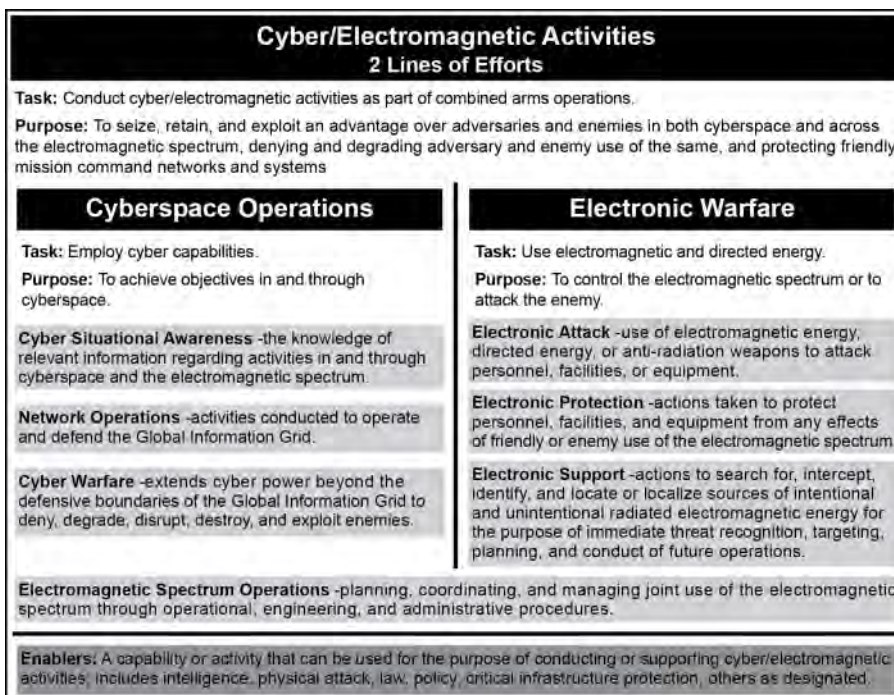 Cyber/Electromagnetic Activities
2 Lines of Efforts
Task: Conduct cyber/electromagnetic activities as part of combined arms operations.
Purpose: To seize, retain, and exploit an advantage over adversaries and enemies in both cyberspace and across
the electromagnetic spectrum, denying and degrading adversary and enemy use of the same, and protecting friendly
mission command networks and systems
Cyberspace Operations
Task: Employ cyber capabilities.
Purpose: To achieve objectives in and through
cyberspace.
Cyber Situational Awareness -the knowledge of
relevant information regarding activities in and through
cyberspace and the electromagnetic spectrum.
Network Operations -activities conducted to operate
and defend the Global Information Grid.
Cyber Warfare -extends cyber power beyond the
defensive boundaries of the Global Information Grid to
deny, degrade, disrupt, destroy, and exploit enemies.
Electronic Warfare
Task: Use electromagnetic and directed energy.
Purpose: To control the electromagnetic spectrum or to
attack the enemy.
Electronic Attack -use of electromagnetic energy,
directed energy, or anti-radiation weapons to attack
personnel, facilities, or equipment.
Electronic Protection -actions taken to protect
personnel, facilities, and equipment from any effects
of friendly or enemy use of the electromagnetic spectrum.
Electronic Support -actions to search for, intercept,
identify, and locate or localize sources of intentional
and unintentional radiated electromagnetic energy for
the purpose of immediate threat recognition, targeting,
planning, and conduct of future operations.
Electromagnetic Spectrum Operations -planning, coordinating, and managing joint use of the electromagnetic
spectrum through operational, engineering, and administrative procedures.
Enablers: A capability or activity that can be used for the purpose of conducting or supporting cyber/electromagnetic
activities; includes intelligence, physical attack, law, policy, critical infrastructure protection, others as designated.